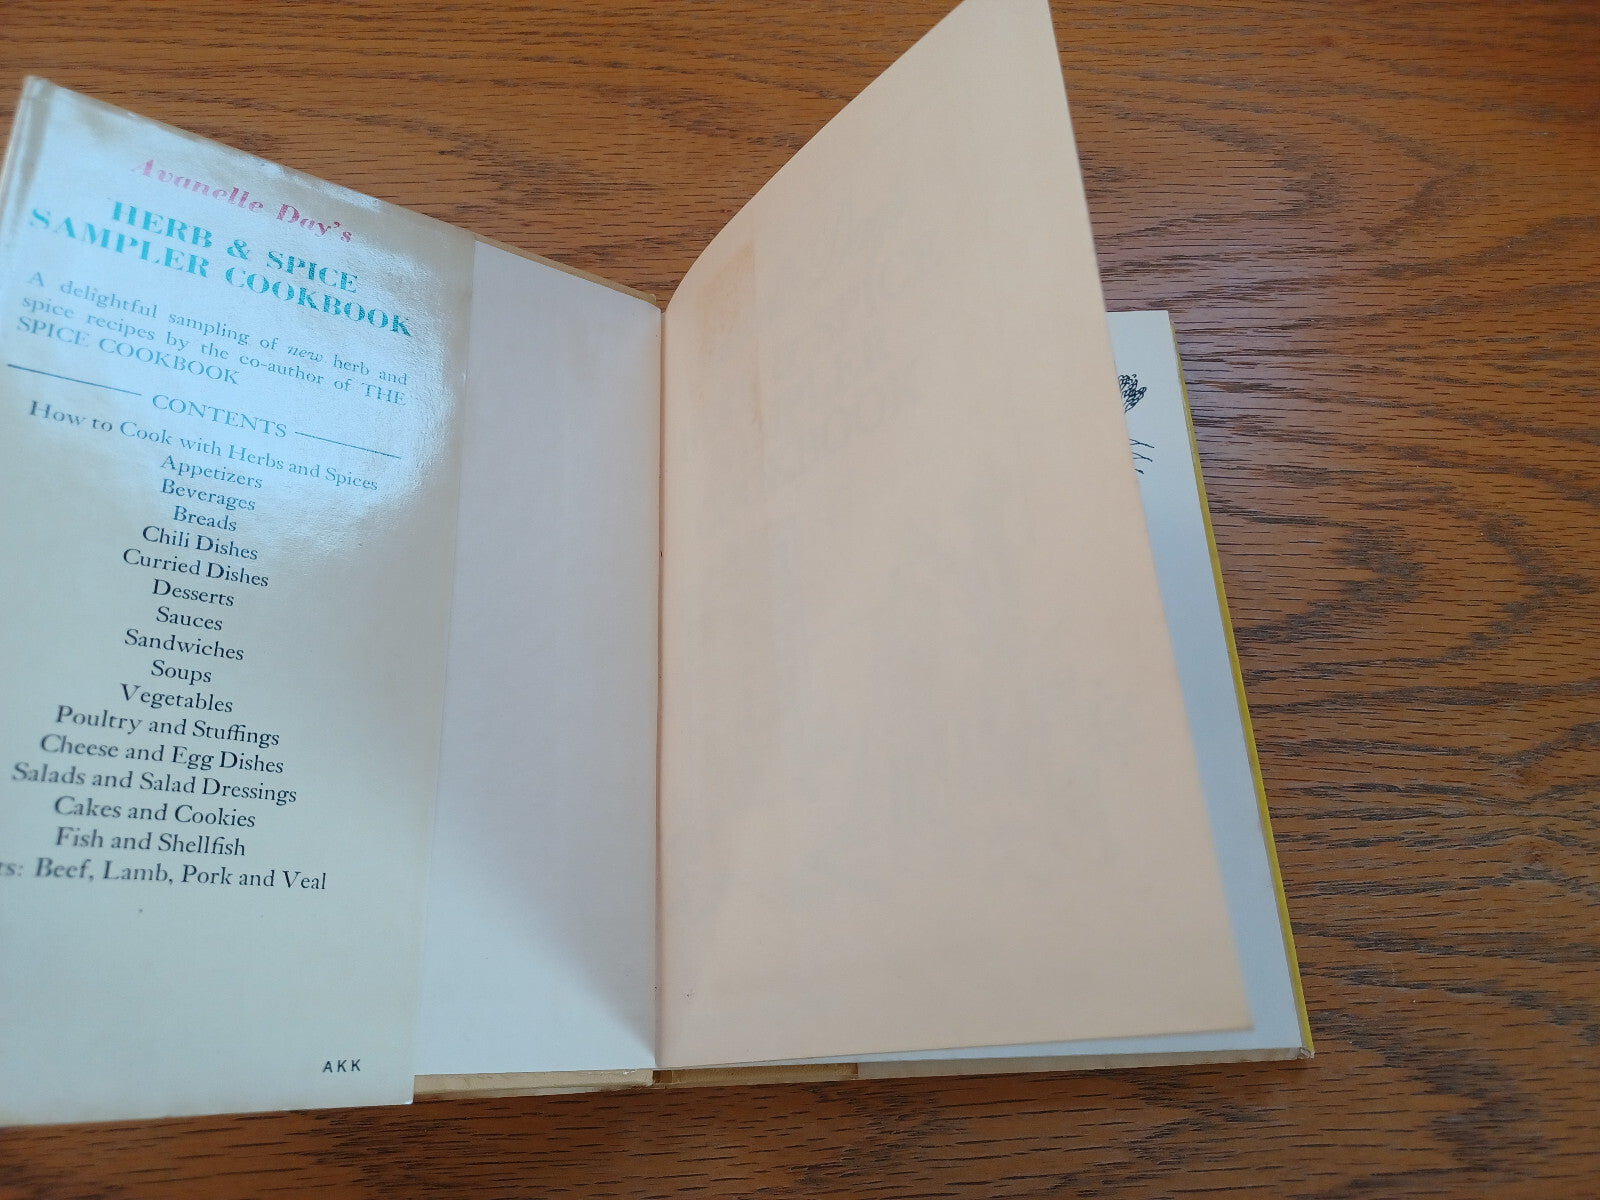 Avanelle Day's
HERB & SPICE
SAMPLER COOKBOOK
A delightful sampling of new herb and
spice recipes by the co-author of THE
SPICE COOKBOOK
CONTENTS
How to Cook with Herbs and Spices
Appetizers
Beverages
Breads
Chili Dishes
Curried Dishes
Desserts
Sauces
Sandwiches
Soups
Vegetables
Poultry and Stuffings
Cheese and Egg Dishes
Salads and Salad Dressings
Cakes and Cookies
Fish and Shellfish
Beef, Lamb, Pork and Veal
AKK